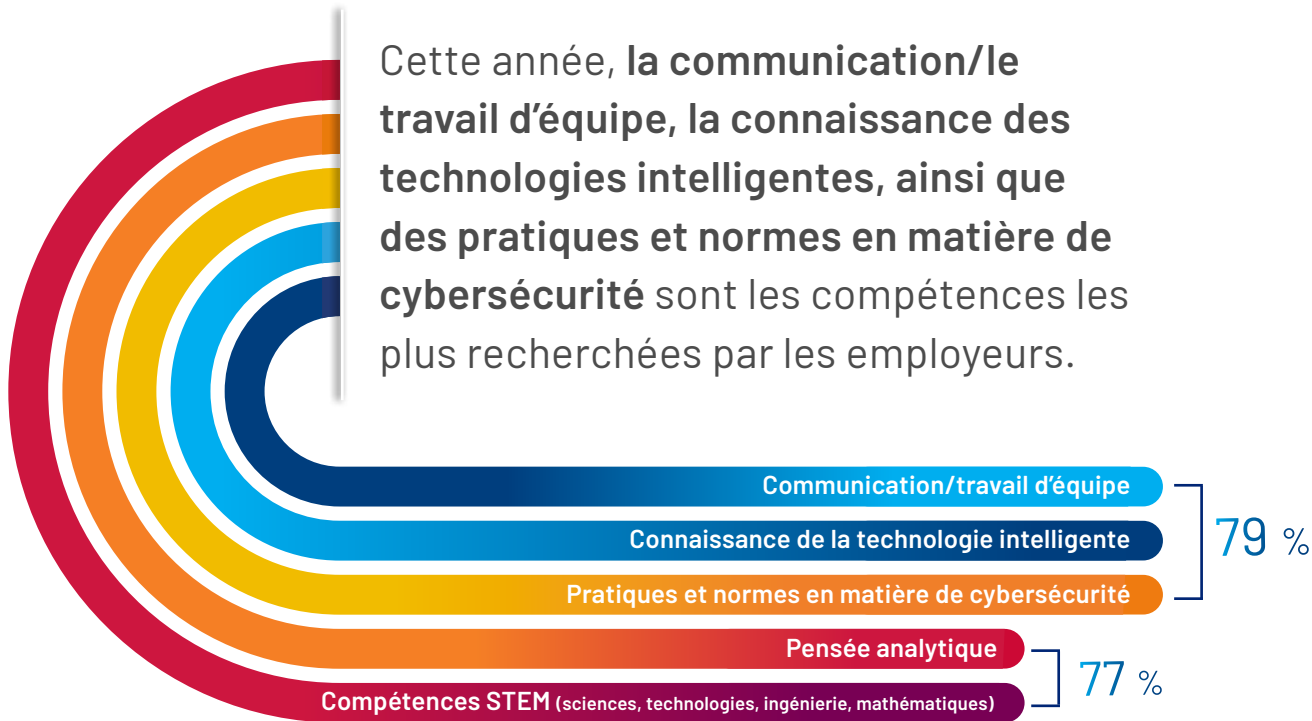 Cette année, la communication/le
travail d'équipe, la connaissance des
technologies intelligentes, ainsi que
des pratiques et normes en matière de
cybersécurité sont les compétences les
plus recherchées par les employeurs.
Communication/travail d'équipe
Connaissance de la technologie intelligente
Pratiques et normes en matière de cybersécurité
79 %
Pensée analytique
Compétences STEM (sciences, technologies, ingénierie, mathématiques)
77 %